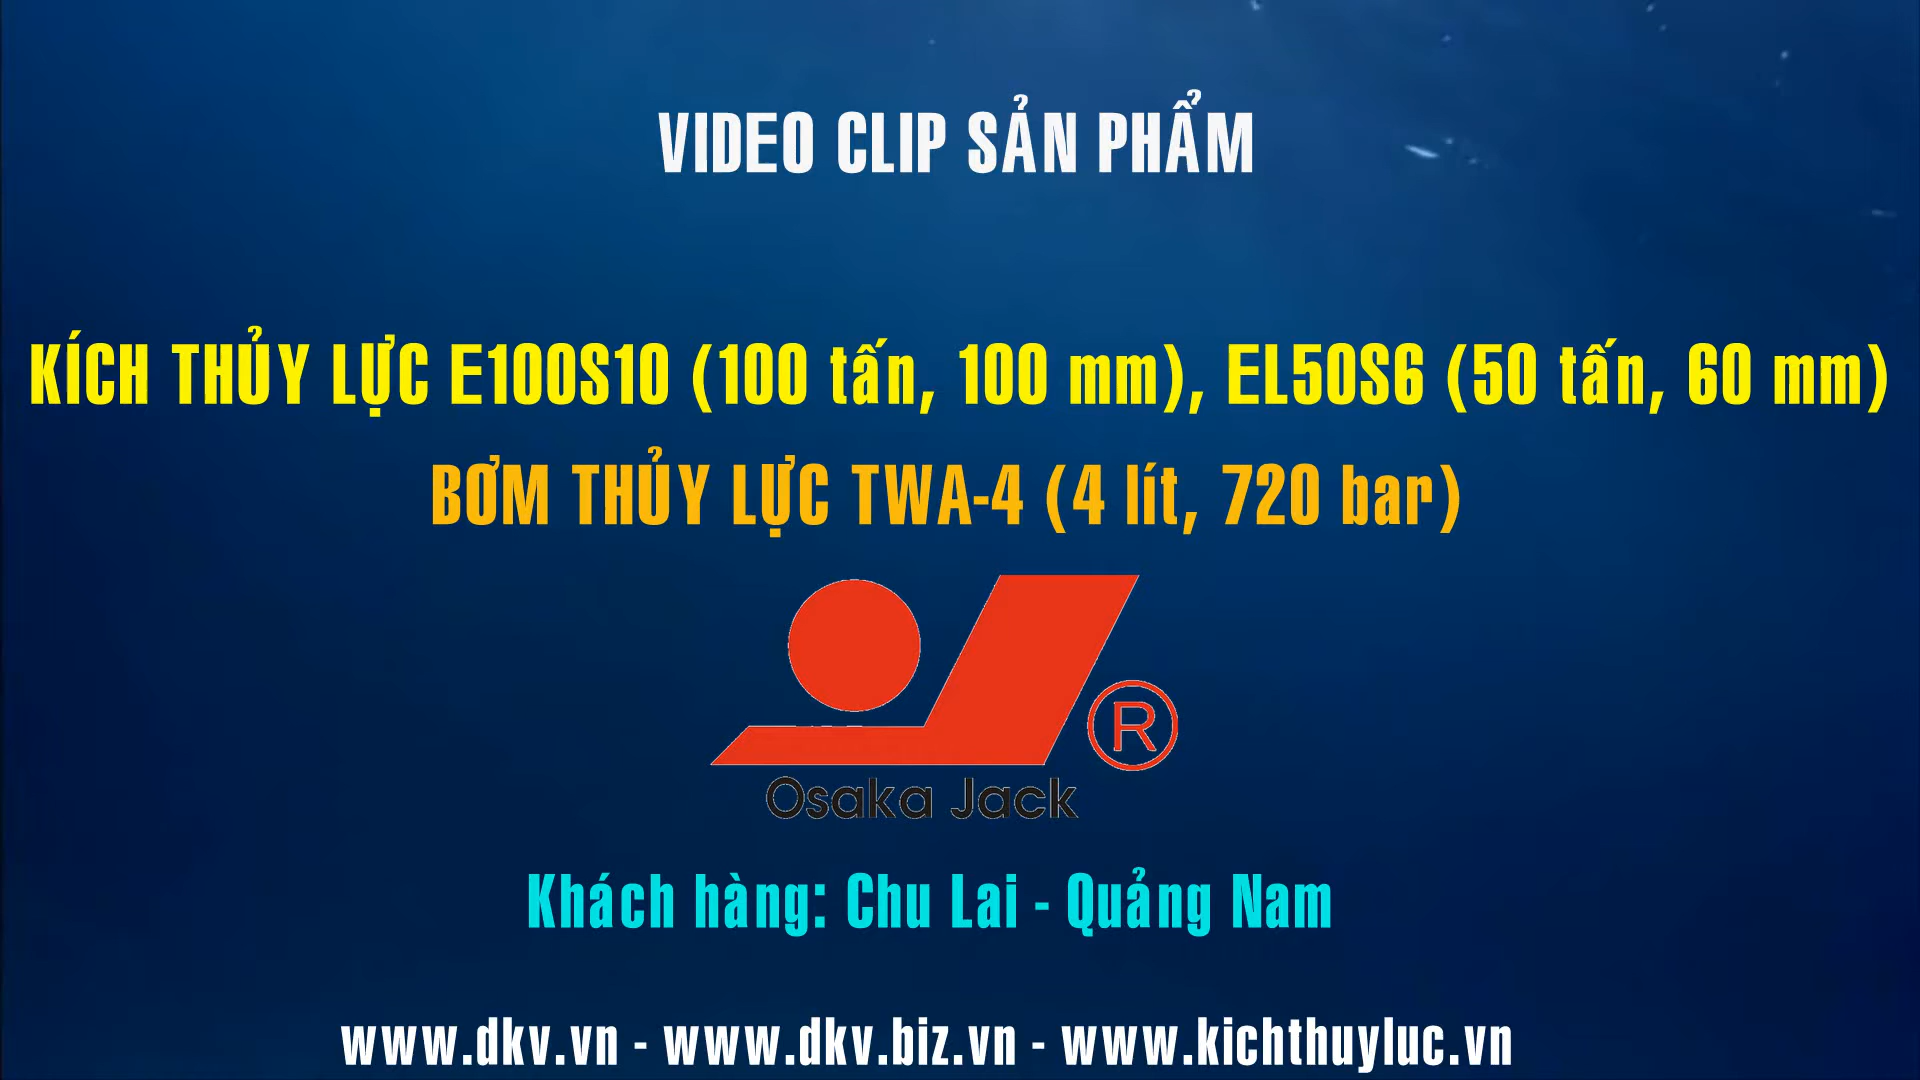 VIDEO CLIP SẢN PHẨM
KÍCH THỦY LỰC E100S10 (100 tấn, 100 mm), EL50S6 (50 tấn, 60 mm)
BƠM THỦY LỰC TWA-4 (4 lít, 720 bar)
®
Osaka Jack
Khách hàng: Chu Lai - Quảng Nam
www.dkv.vn - www.dkv.biz.vn - www.kichthuyluc.vn